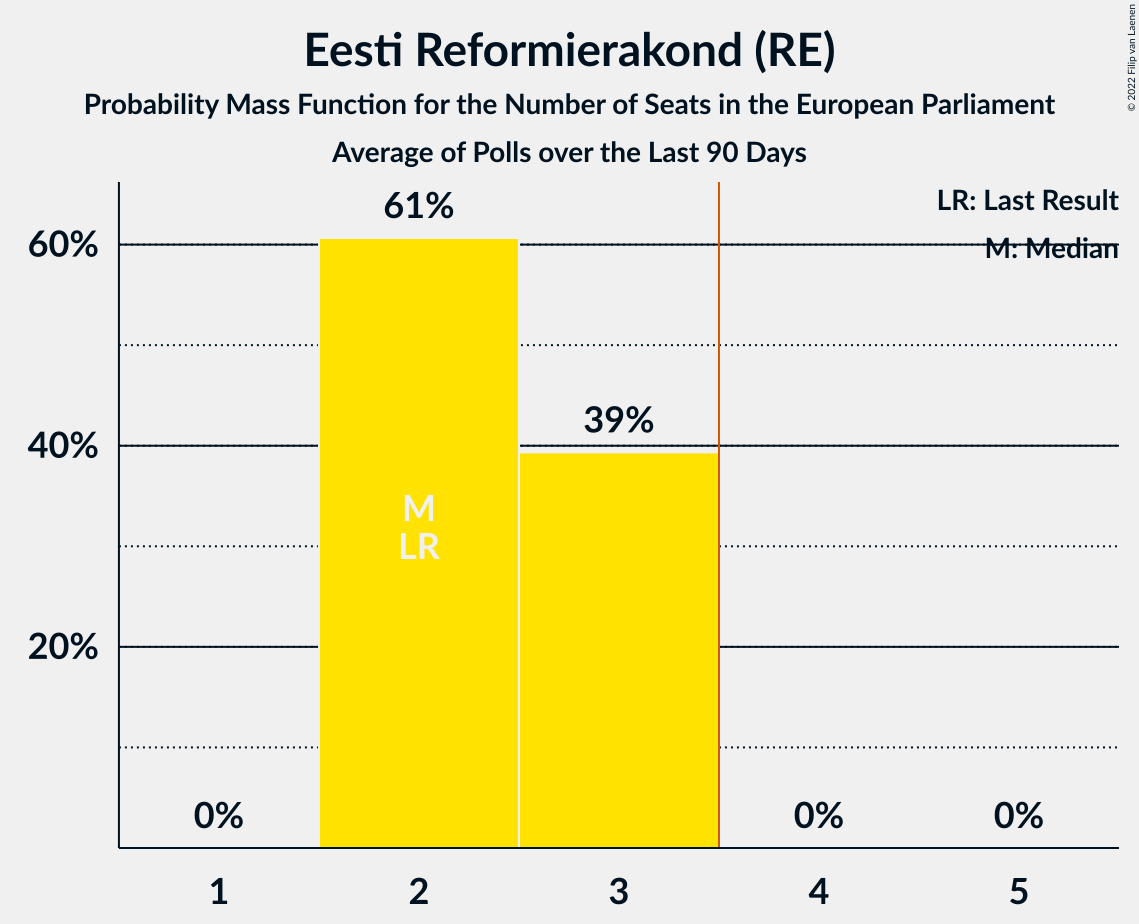 Eesti Reformierakond (RE)
Probability Mass Function for the Number of Seats in the European Parliament
Average of Polls over the Last 90 Days
© 2022 Filip van Laenen
LR: Last Result
M: Median
60%
40%
20%
61%
39%
M
LR
0%
0%
0%
1
2
3
4
5